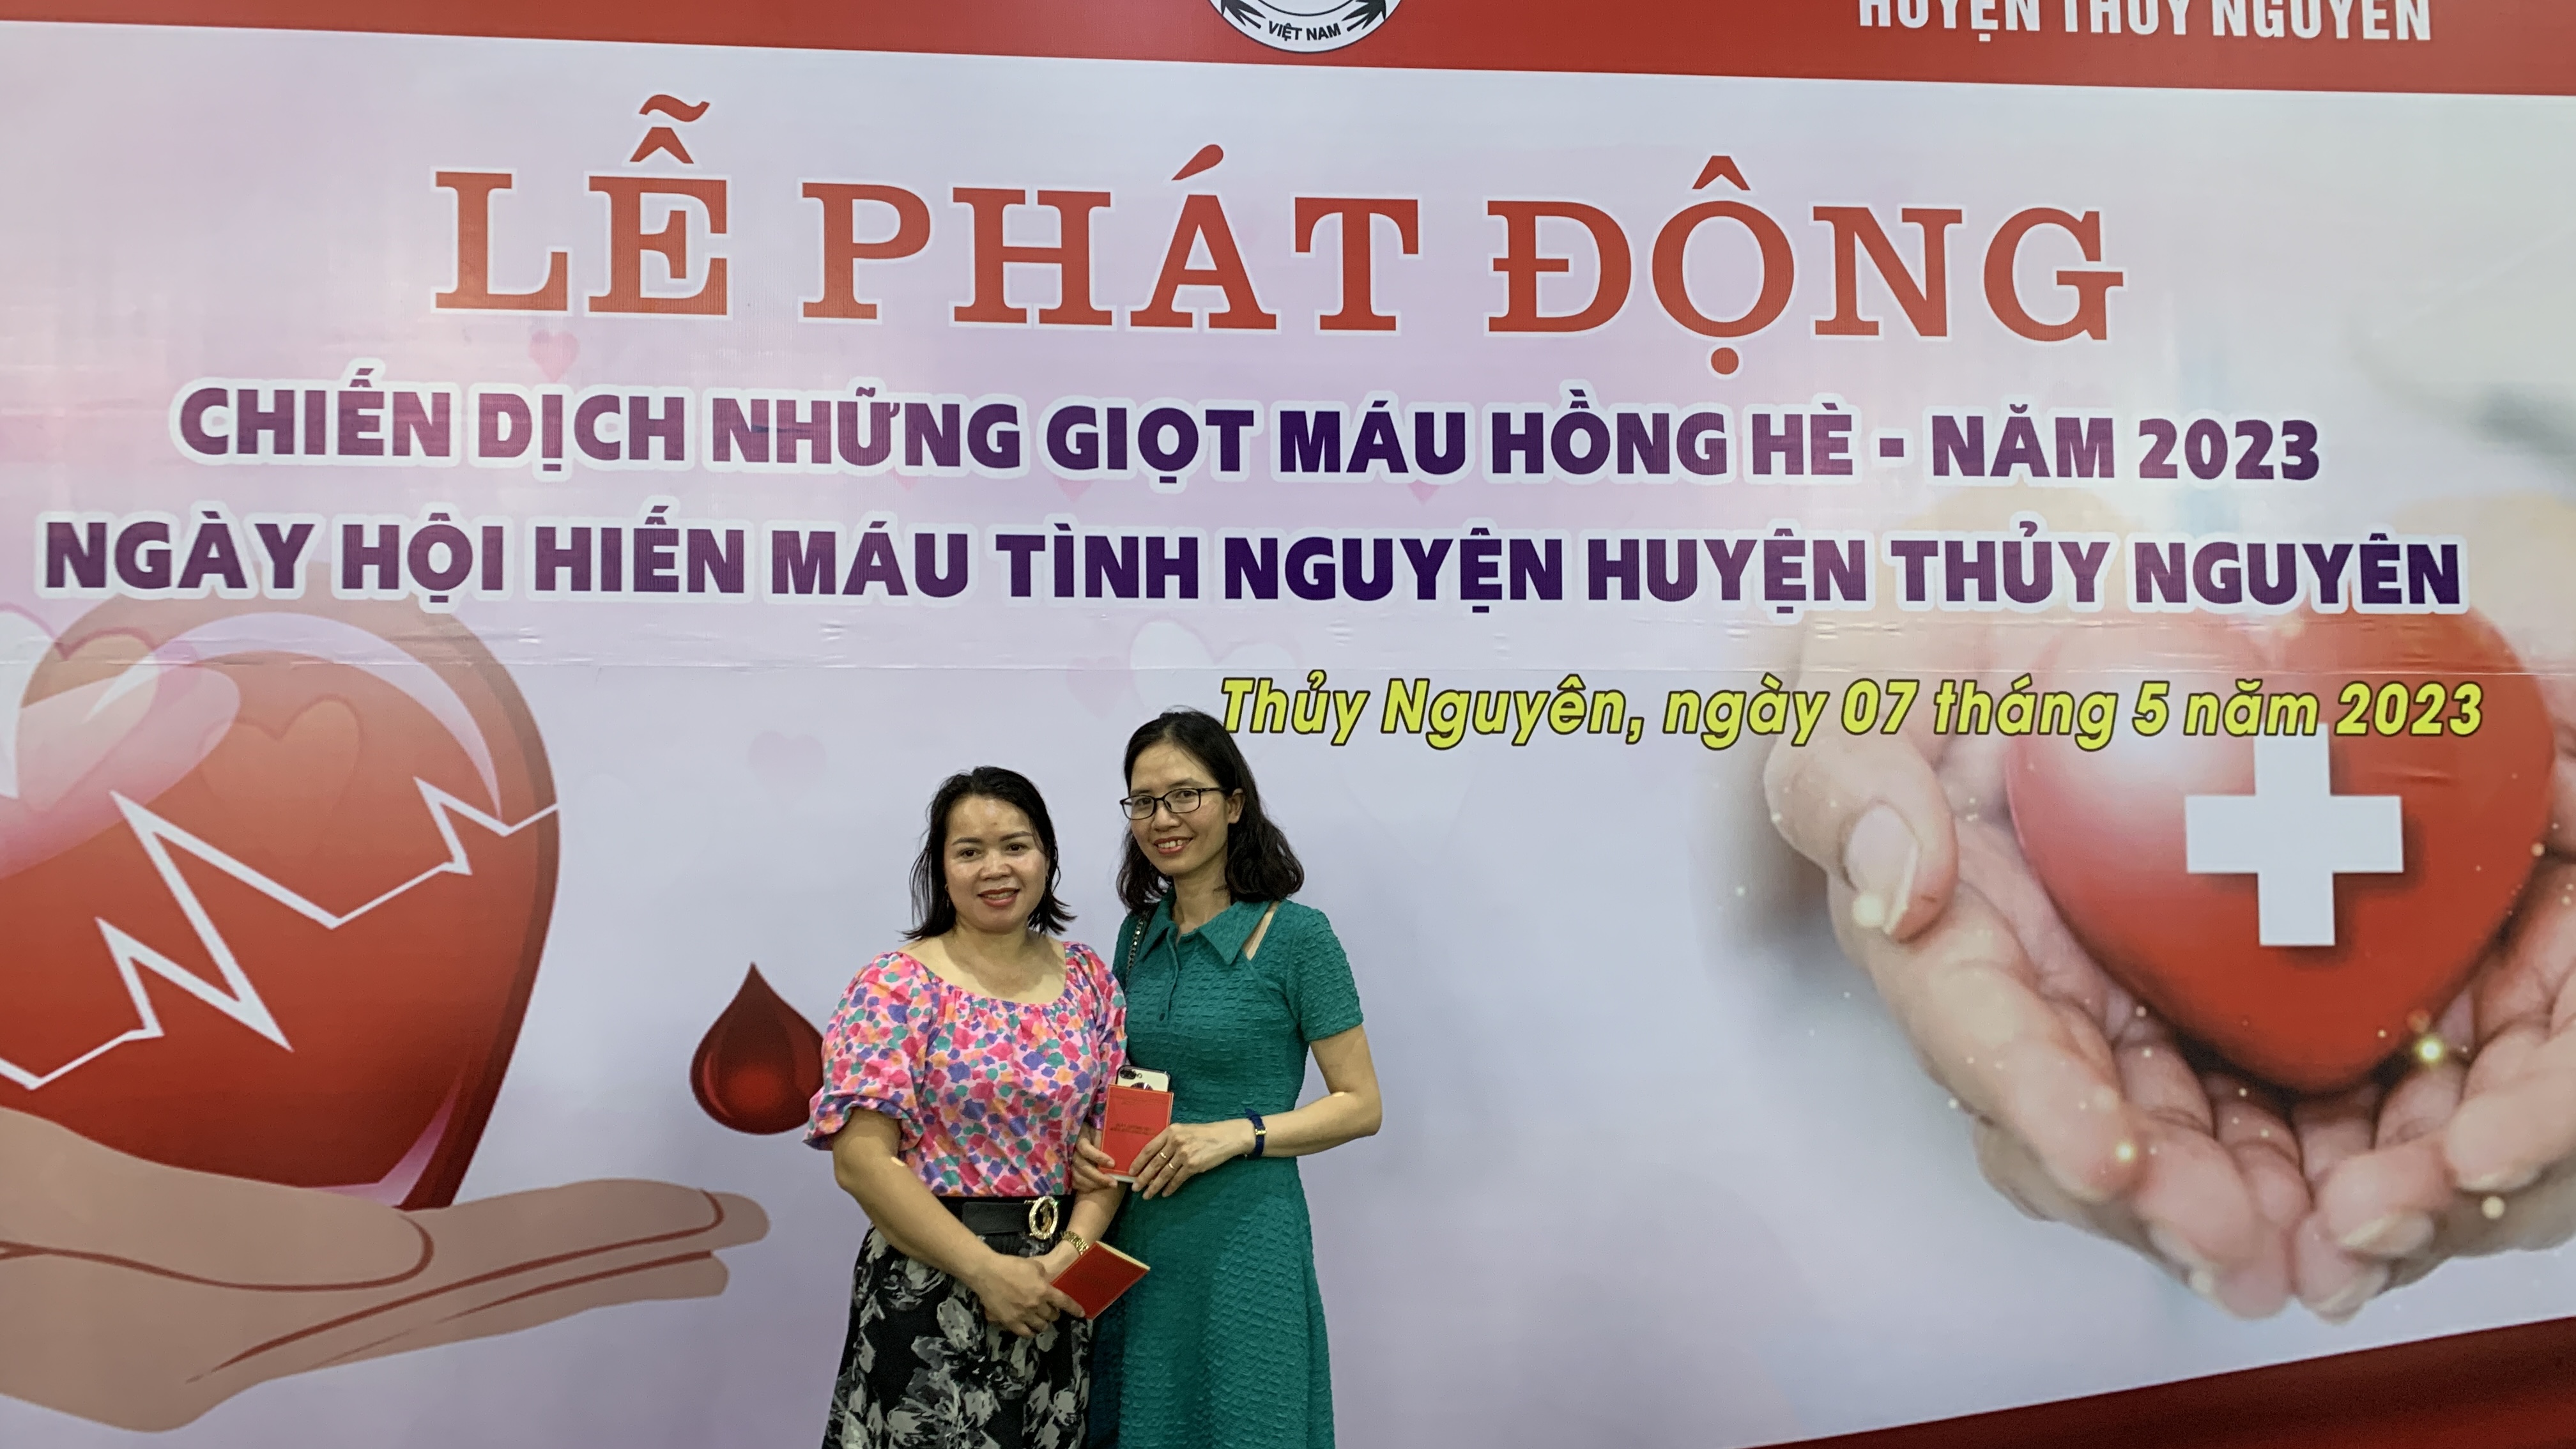 VIỆT NAM
HUYỆN THỦY NGUYÊN
LỄ PHÁT ĐỘNG
CHIẾN DỊCH NHỮNG GIỌT MÁU HỒNG HÈ - NĂM 2023
NGÀY HỘI HIẾN MÁU TÌNH NGUYỆN HUYỆN THỦY NGUYÊN
Thủy Nguyên, ngày 07 tháng 5 năm 2023